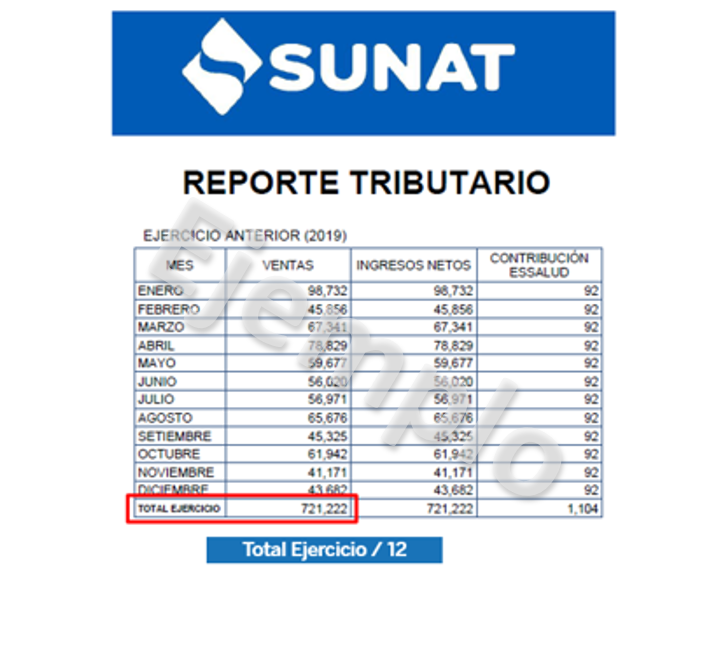 SUNAT
REPORTE TRIBUTARIO
EJERCICIO ANTERIOR (2019)
MES VENTAS INGRESOS NETOS CONTRIBUCIÓN ESSALUD
ENERO 98,732 98,732 92
FEBRERO 45,856 45,856 92
MARZO 67,341 67,341 92
ABRIL 78,829 78,829 92
MAYO 59,677 59,677 92
JUNIO 56,020 56,020 92
JULIO 56,971 56,971 92
AGOSTO 65,676 65,676 92
SETIEMBRE 45,325 45,325 92
OCTUBRE 61,942 61,942 92
NOVIEMBRE 41,171 41,171 92
DICIEMBRE 43,682 43,682 92
TOTAL EJERCICIO 721,222 721,222 1,104
Ejemplo
Total Ejercicio / 12